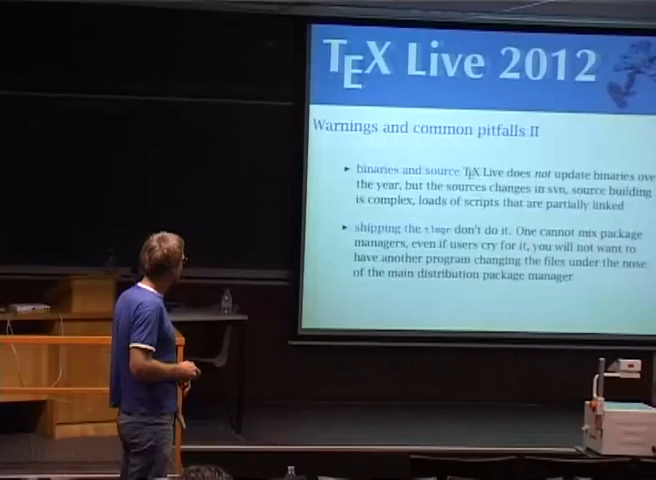 TEX Live 2012
Warnings and common pitfalls II
binaries and source TEX Live does not update binaries over
the year, but the sources changes in svn, source building
is complex, loads of scripts that are partially linked
shipping the tlmgr don't do it. One cannot mix package
managers, even if users cry for it, you will not want to
have another program changing the files under the nose
of the main distribution package manager